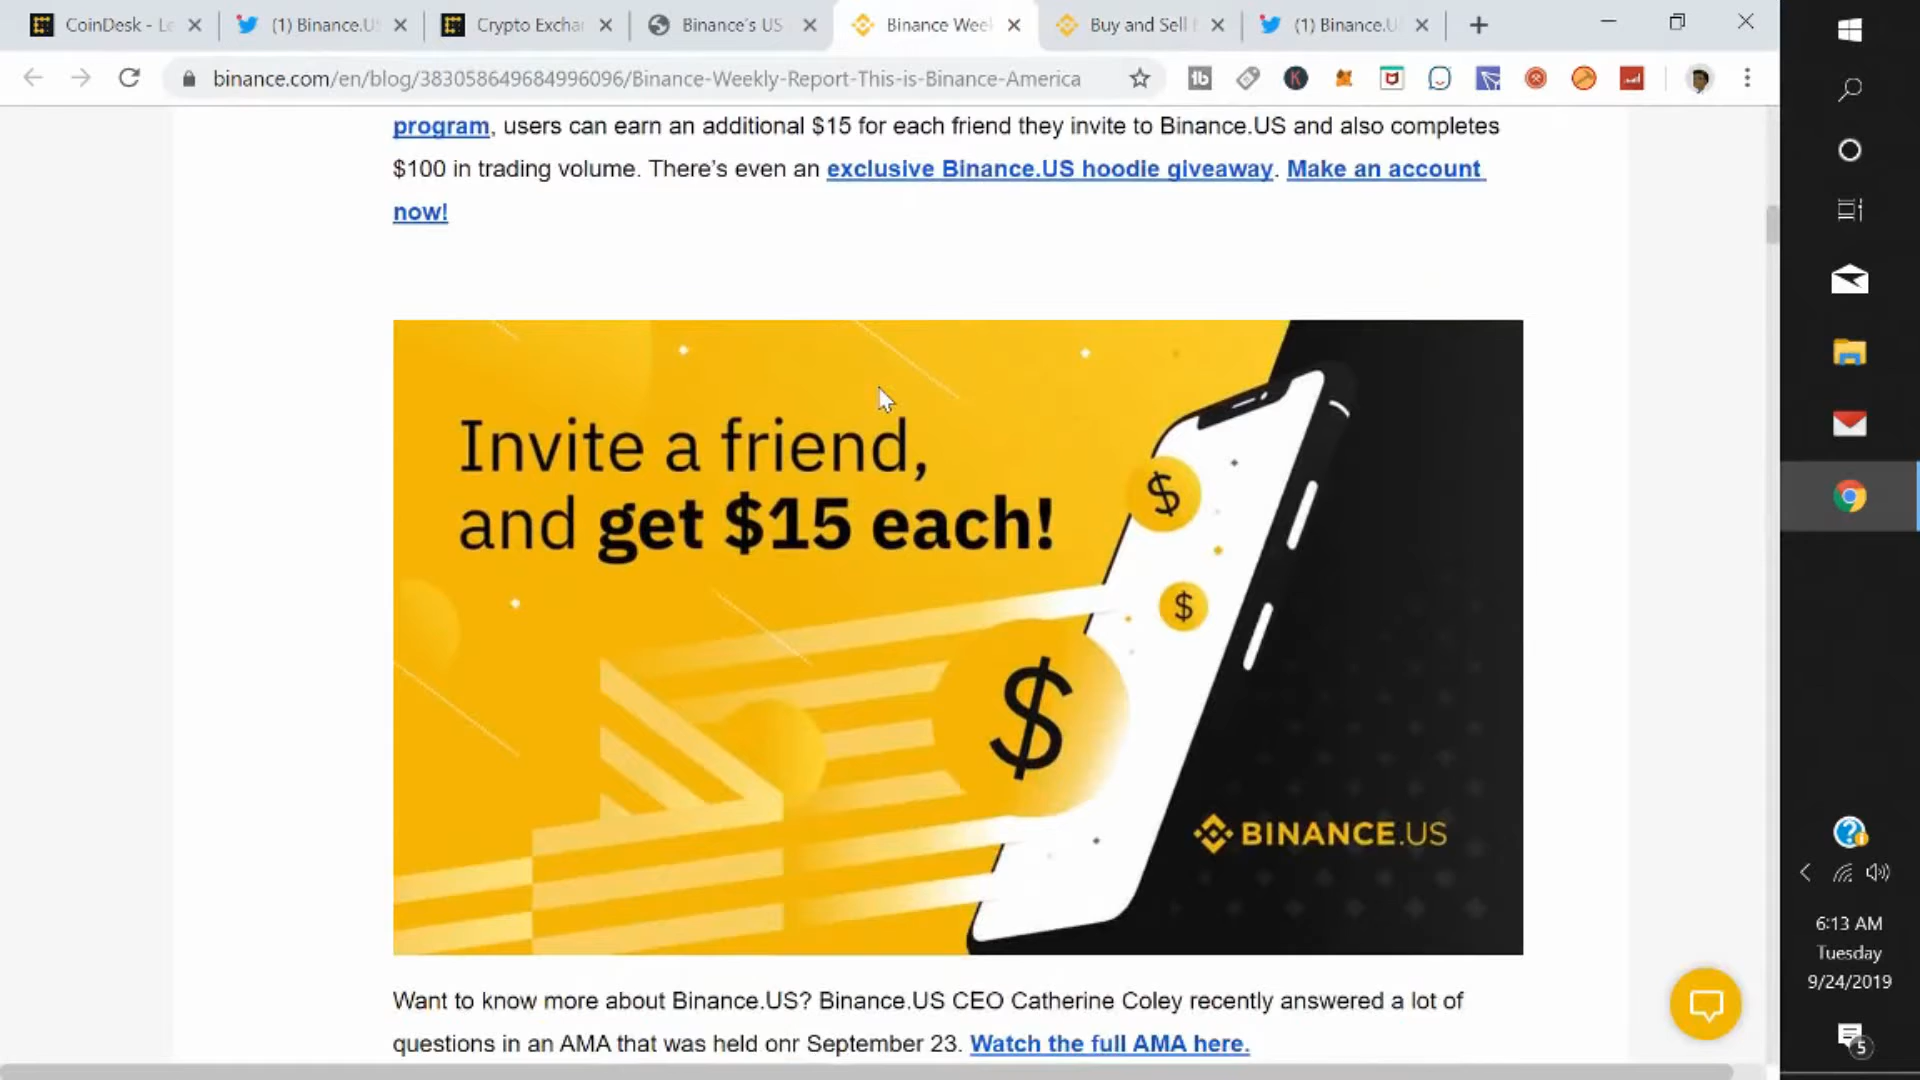 CoinDesk - Le
(1) Binance.US
Crypto Exchan
Binance's US
Binance Week
Buy and Sell
(1) Binance.U
binance.com/en/blog/383058649684996096/Binance-Weekly-Report-This-is-Binance-America
program, users can earn an additional $15 for each friend they invite to Binance.US and also completes
$100 in trading volume. There's even an exclusive Binance.US hoodie giveaway. Make an account
now!
Invite a friend,
and get $15 each!
$
$
$
BINANCE.US
Want to know more about Binance.US? Binance.US CEO Catherine Coley recently answered a lot of
questions in an AMA that was held onr September 23. Watch the full AMA here.
6:13 AM
Tuesday
9/24/2019
5